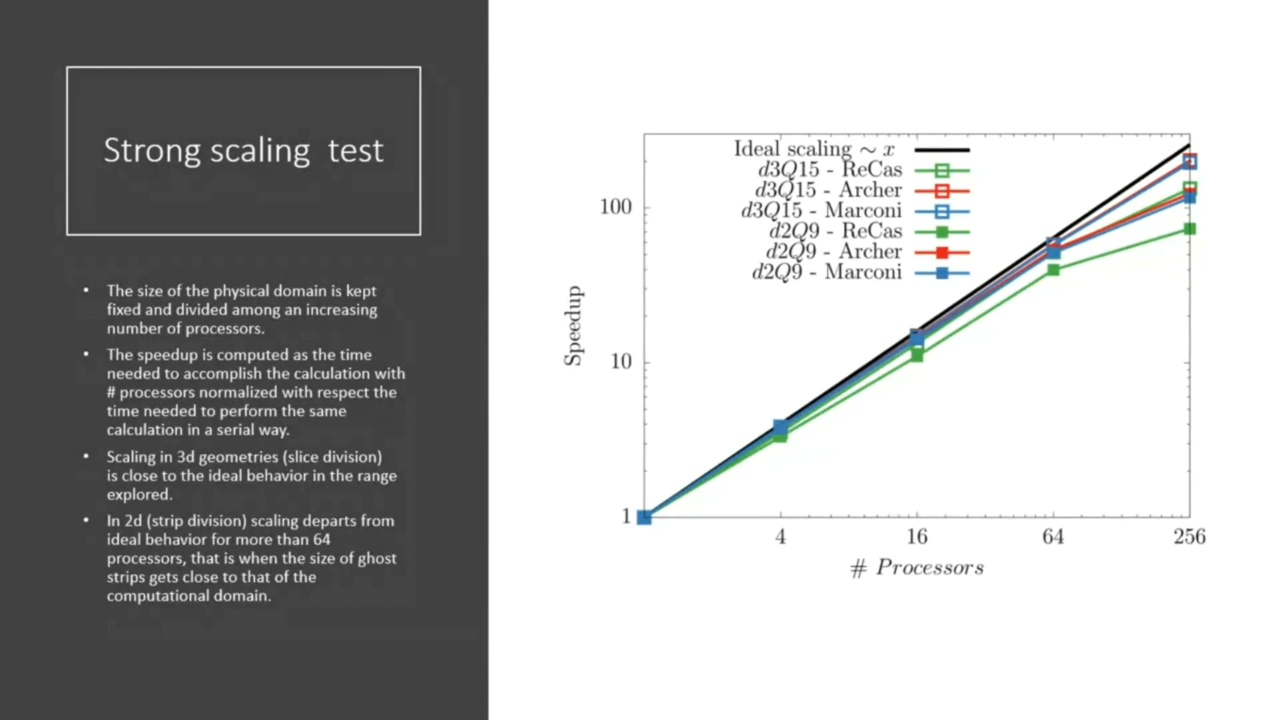 Strong scaling test
• The size of the physical domain is kept
fixed and divided among an increasing
number of processors.
• The speedup is computed as the time
needed to accomplish the calculation with
# processors normalized with respect the
time needed to perform the same
calculation in a serial way.
• Scaling in 3d geometries (slice division)
is close to the ideal behavior in the range
explored.
• In 2d (strip division) scaling departs from
ideal behavior for more than 64
processors, that is when the size of ghost
strips gets close to that of the
computational domain.
Ideal scaling ~ x
d3Q15 - ReCas
d3Q15 - Archer
d3Q15 - Marconi
d2Q9 - ReCas
d2Q9 - Archer
d2Q9 - Marconi
Speedup
100
10
1
4 16 64 256
# Processors